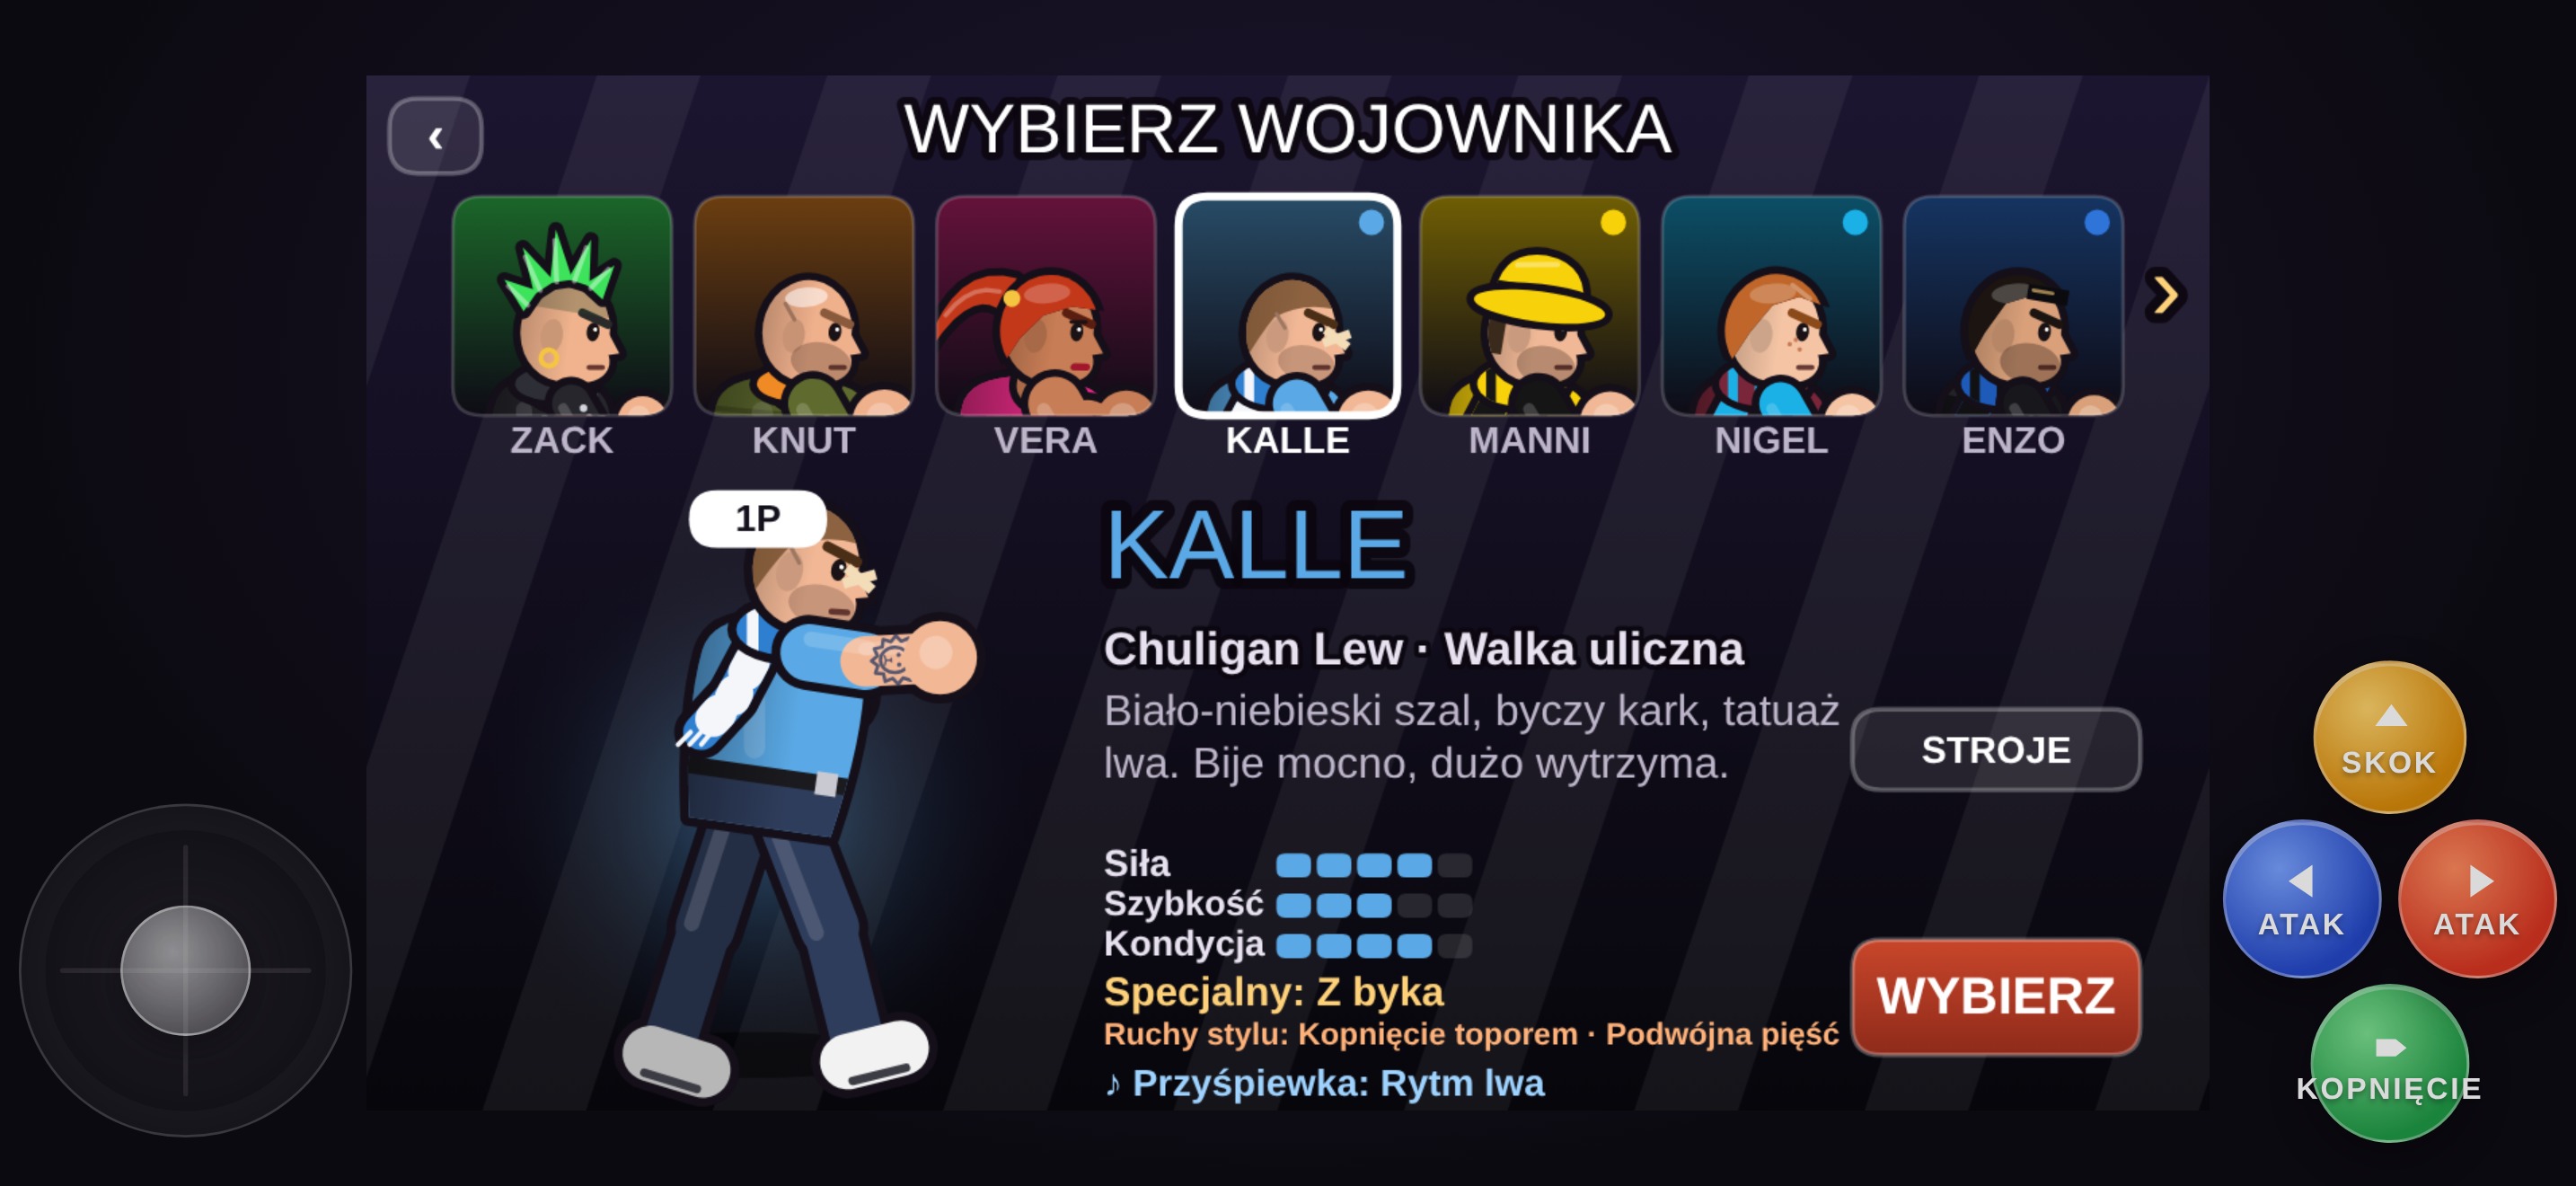 ‹
WYBIERZ WOJOWNIKA
ZACK
KNUT
VERA
KALLE
MANNI
NIGEL
ENZO
›
1P
KALLE
Chuligan Lew · Walka uliczna
Biało-niebieski szal, byczy kark, tatuaż
lwa. Bije mocno, dużo wytrzyma.
STROJE
Siła
Szybkość
Kondycja
Specjalny: Z byka
Ruchy stylu: Kopnięcie toporem · Podwójna pięść
♪ Przyśpiewka: Rytm lwa
WYBIERZ
SKOK
ATAK
ATAK
KOPNIĘCIE